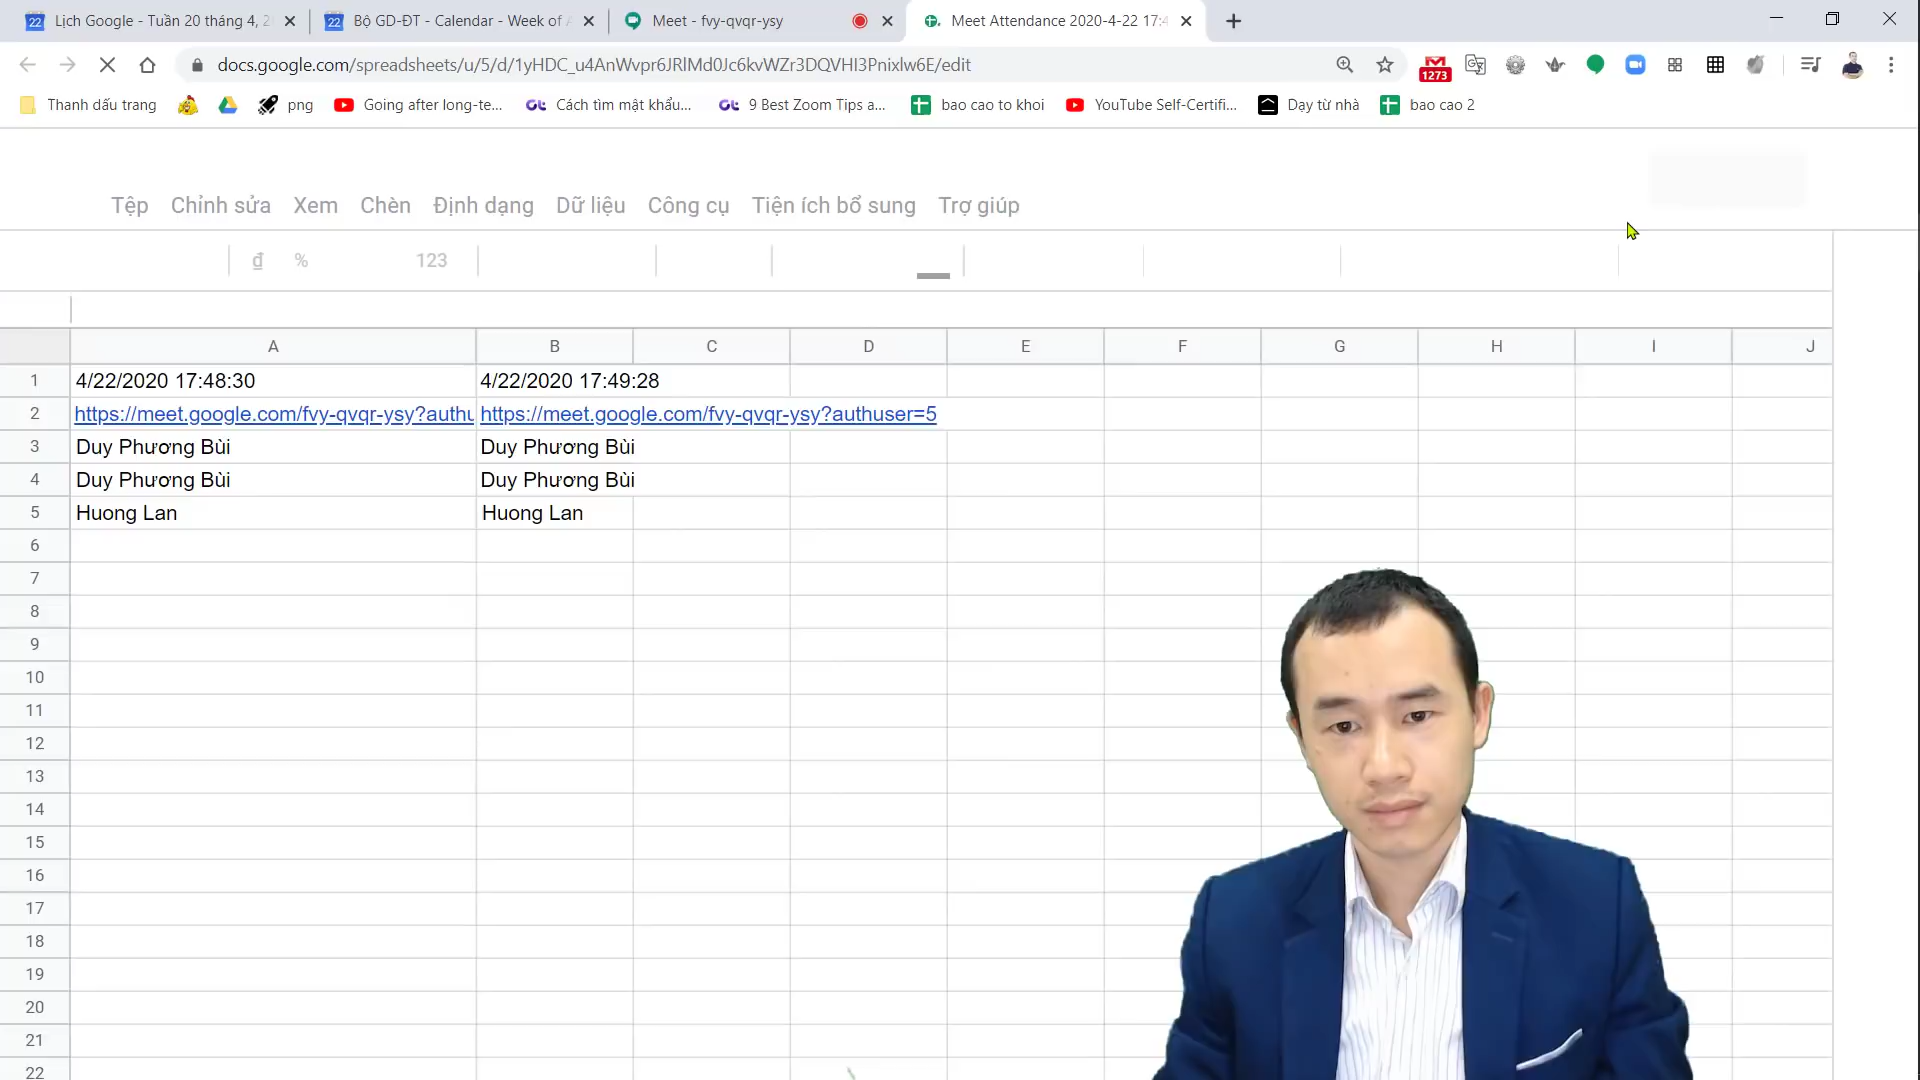 Lịch Google - Tuần 20 tháng 4, 2
Bộ GD-ĐT - Calendar - Week of A
Meet - fvy-qvqr-ysy
Meet Attendance 2020-4-22 17:4
docs.google.com/spreadsheets/u/5/d/1yHDC_u4AnWvpr6JRlMd0Jc6kvWZr3DQVHI3Pnixlw6E/edit
1273
Thanh dấu trang
png
Going after long-te...
Cách tìm mật khẩu...
9 Best Zoom Tips a...
bao cao to khoi
YouTube Self-Certifi...
Dạy từ nhà
bao cao 2
Tệp Chỉnh sửa Xem Chèn Định dạng Dữ liệu Công cụ Tiện ích bổ sung Trợ giúp
₫ % 123
A B C D E F G H I J
1 4/22/2020 17:48:30 4/22/2020 17:49:28
2 https://meet.google.com/fvy-qvqr-ysy?authu https://meet.google.com/fvy-qvqr-ysy?authuser=5
3 Duy Phương Bùi Duy Phương Bùi
4 Duy Phương Bùi Duy Phương Bùi
5 Huong Lan Huong Lan
6
7
8
9
10
11
12
13
14
15
16
17
18
19
20
21
22